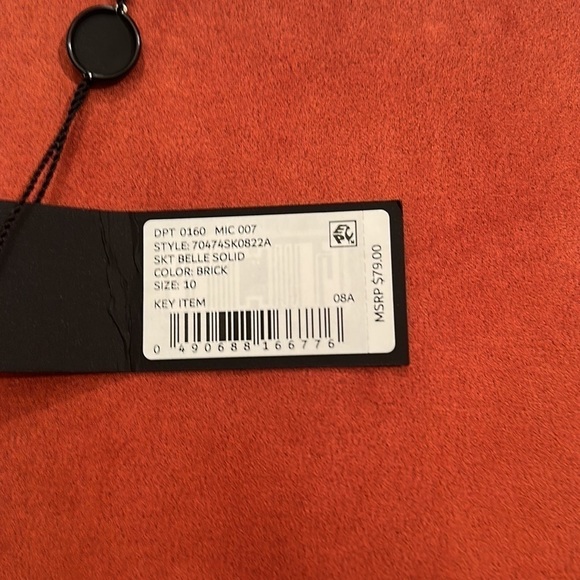 DPT 0160 MIC 007
STYLE: 70474SK0822A
SKT BELLE SOLID
COLOR: BRICK
SIZE: 10
KEY ITEM 08A
0 490688 166776
EPC
MSRP $79.00